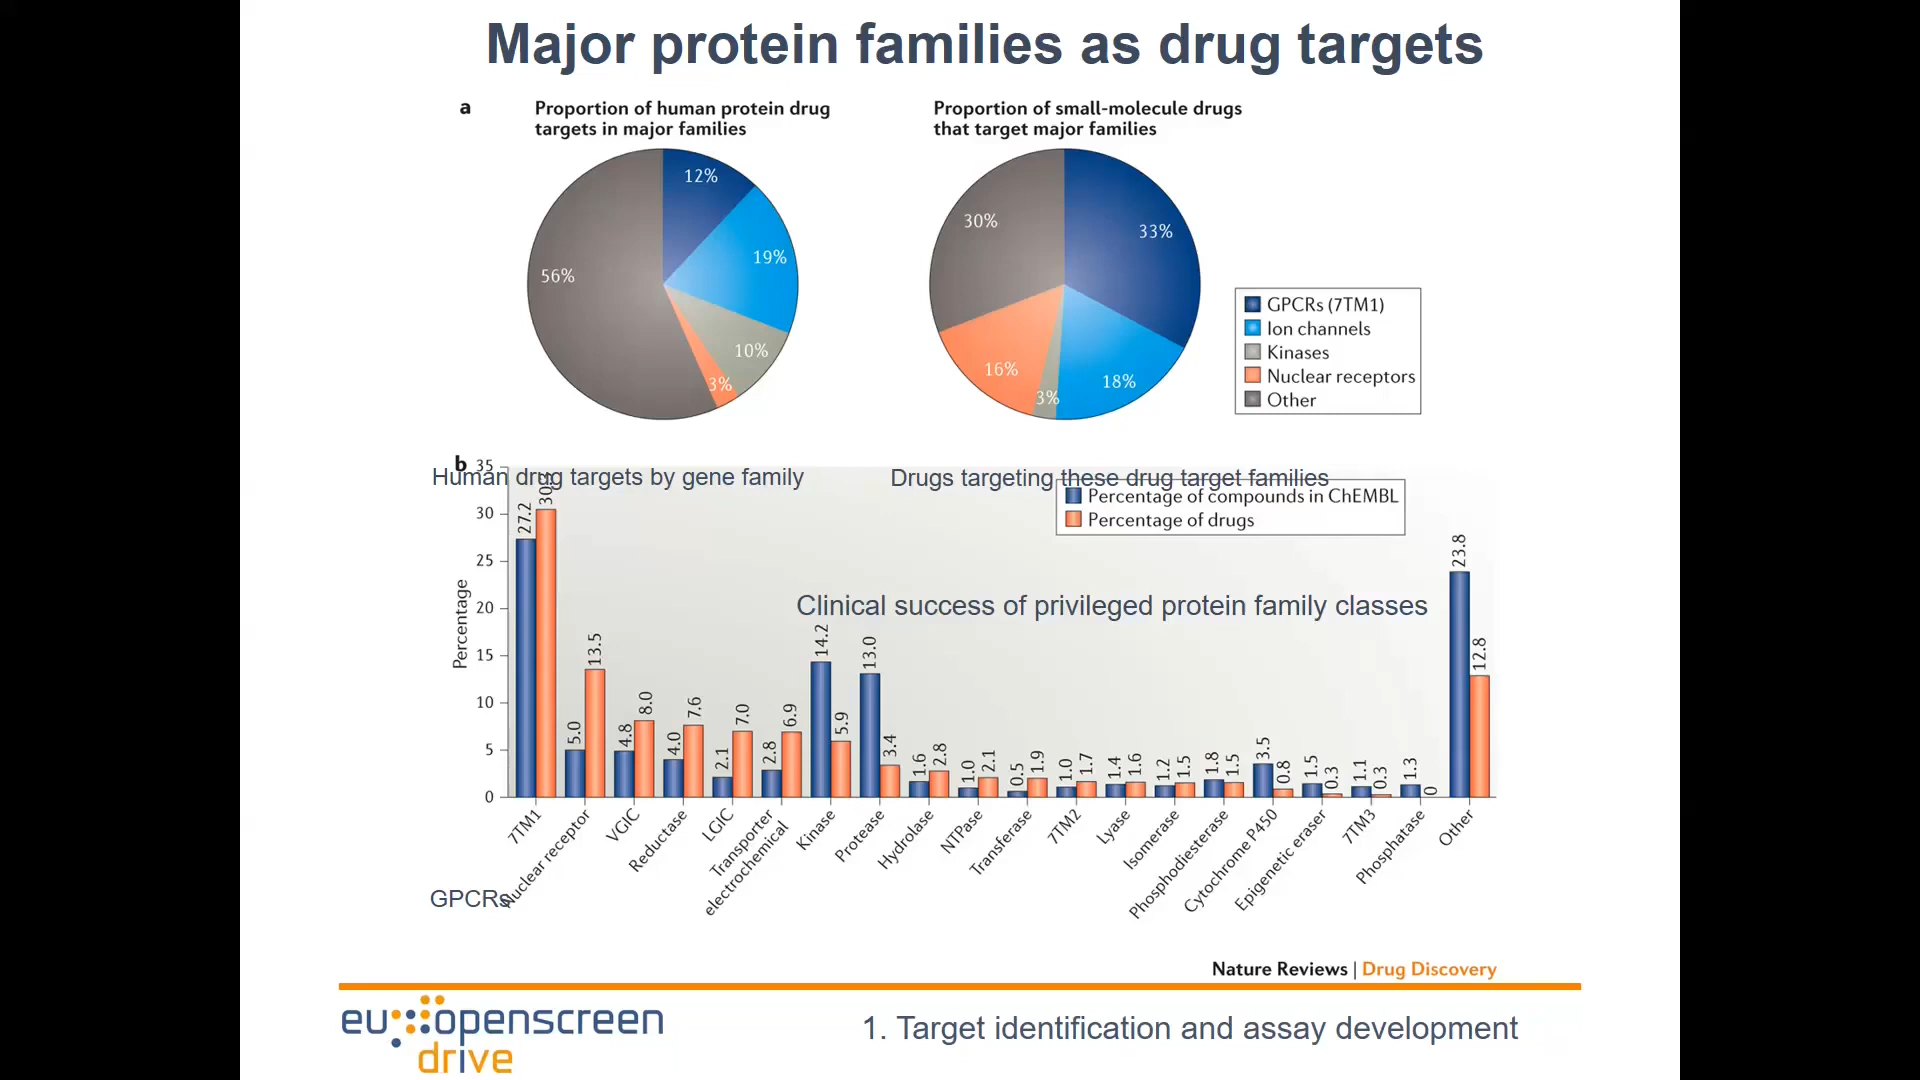 Major protein families as drug targets
a
Proportion of human protein drug
targets in major families
12%
19%
10%
3%
56%
Proportion of small-molecule drugs
that target major families
33%
18%
3%
16%
30%
GPCRs (7TM1)
Ion channels
Kinases
Nuclear receptors
Other
b
Human drug targets by gene family
Drugs targeting these drug target families
Percentage of compounds in ChEMBL
Percentage of drugs
Clinical success of privileged protein family classes
Percentage
35
30
25
20
15
10
5
0
27.2
5.0 13.5
4.8 8.0
4.0 7.6
2.1 7.0
2.8 6.9
14.2 5.9
13.0 3.4
1.6 2.8
1.0 2.1
0.5 1.9
1.0 1.7
1.4 1.6
1.2 1.5
1.8 1.5
3.5 0.8
1.5 0.3
1.1 0.3
1.3 0
23.8 12.8
7TM1
Nuclear receptor
VGIC
Reductase
LGIC
Transporter
electrochemical
Kinase
Protease
Hydrolase
NTPase
Transferase
7TM2
Lyase
Isomerase
Phosphodiesterase
Cytochrome P450
Epigenetic eraser
7TM3
Phosphatase
Other
GPCRs
Nature Reviews | Drug Discovery
eu openscreen
drive
1. Target identification and assay development